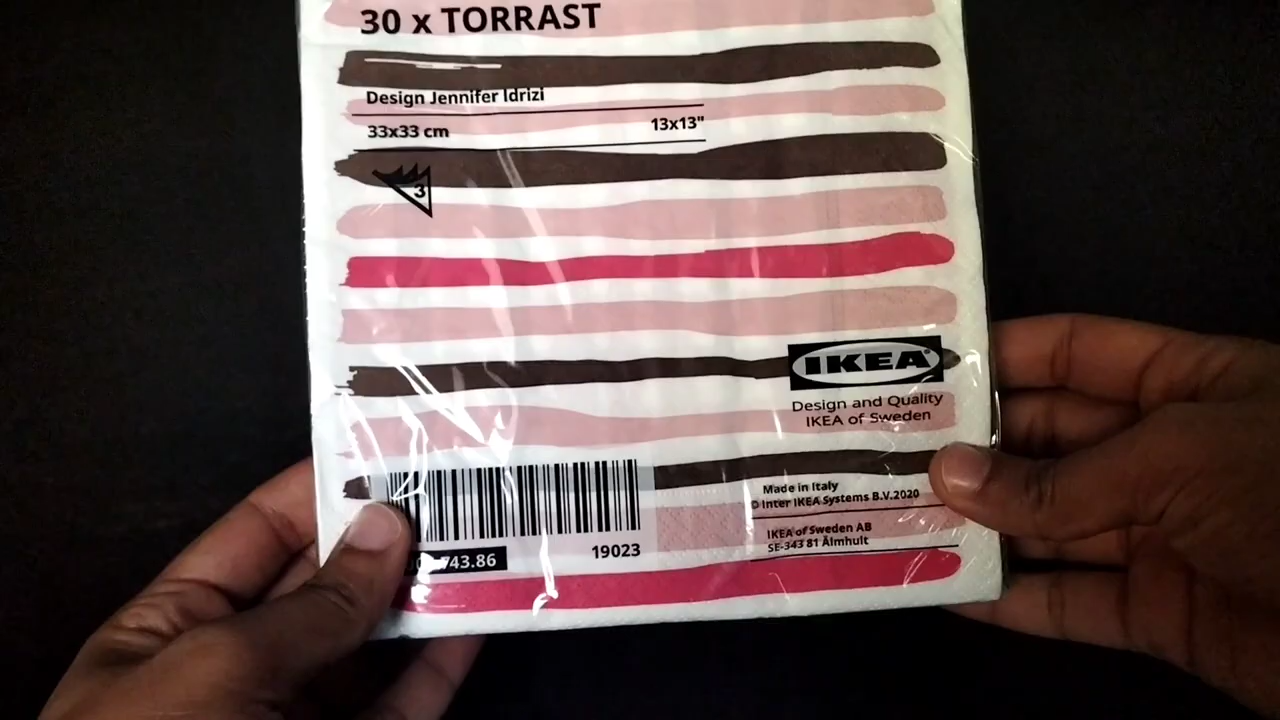 30 x TORRAST
Design Jennifer Idrizi
33x33 cm 13x13"
3
IKEA®
Design and Quality
IKEA of Sweden
Made in Italy
© Inter IKEA Systems B.V.2020
IKEA of Sweden AB
SE-343 81 Älmhult
743.86
19023